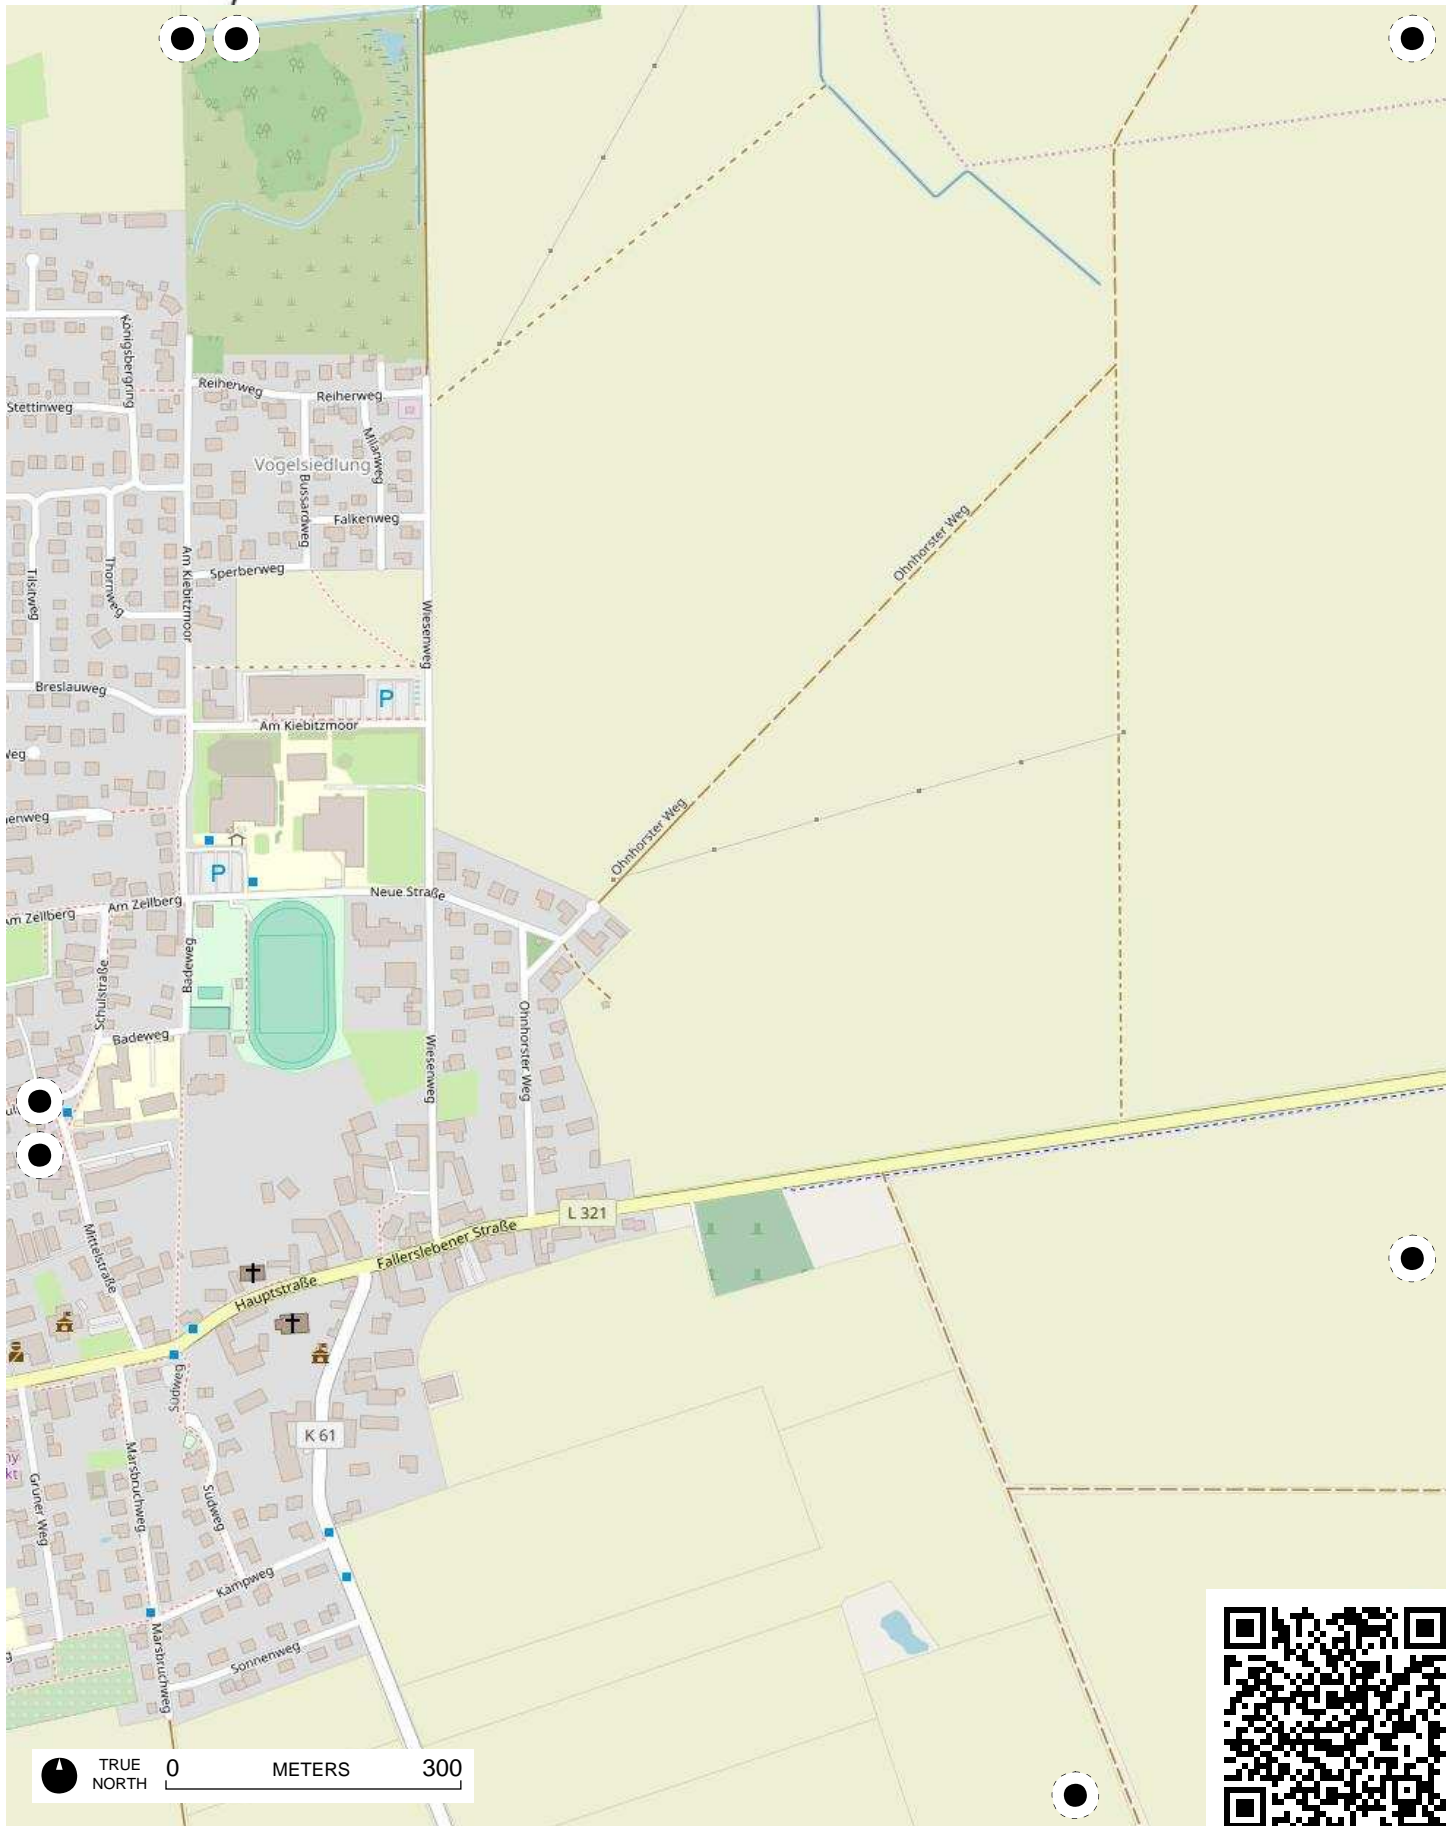 Königsbergring
Reiherweg
Reiherweg
Stettinweg
Milanweg
Vogelsiedlung
Bussardweg
Falkenweg
Ohnhorster Weg
Am Kiebitzmoor
Sperberweg
Tilsitweg
Thornweg
Wiesenweg
Breslauweg
P
Am Kiebitzmoor
Weg
enweg
Ohnhorster Weg
P
Neue Straße
Am Zellberg
Am Zellberg
Badeweg
Schulstraße
Ohnhorster Weg
Badeweg
Wiesenweg
L 321
Mittelstraße
Fallerslebener Straße
Hauptstraße
Südweg
K 61
Marsbruchweg
Grüner Weg
Südweg
Kampweg
Sonnenweg
Marsbruchweg
TRUE
NORTH
0 METERS 300